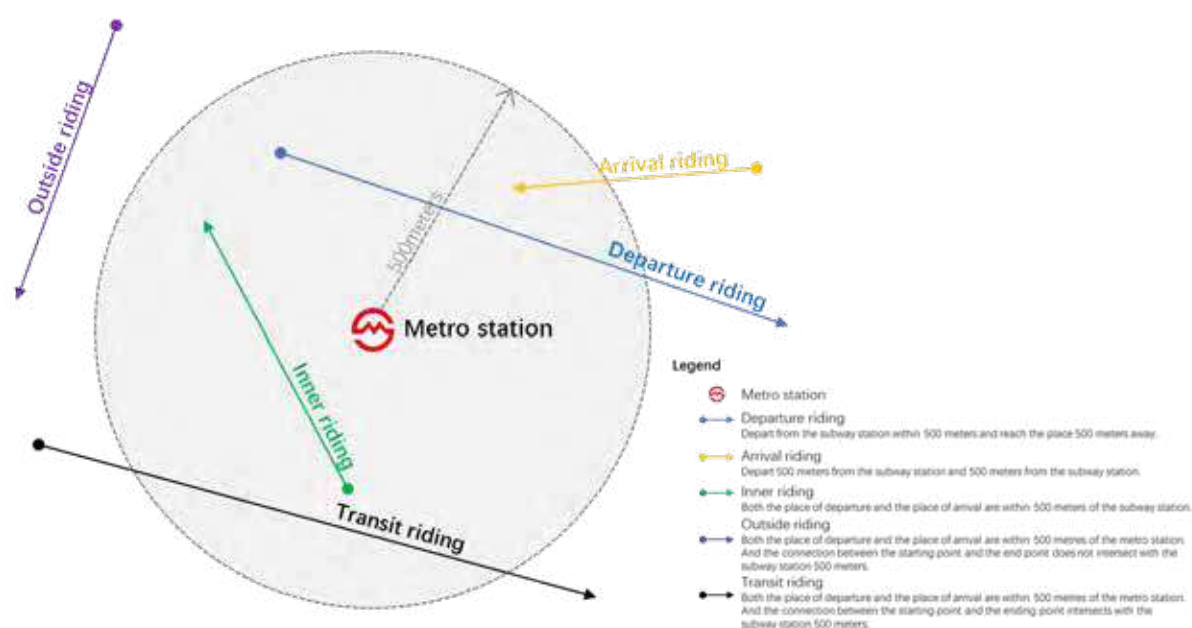 Outside riding
Arrival riding
500meters
Departure riding
Metro station
Inner riding
Transit riding
Legend
Metro station
Departure riding
Depart from the subway station within 500 meters and reach the place 500 meters away.
Arrival riding
Depart 500 meters from the subway station and 500 meters from the subway station.
Inner riding
Both the place of departure and the place of arrival are within 500 metres of the subway station.
Outside riding
Both the place of departure and the place of arrival are within 500 metres of the metro station.
And the connection between the starting point and the end point does not intersect with the
subway station 500 meters.
Transit riding
Both the place of departure and the place of arrival are within 500 metres of the metro station.
And the connection between the starting point and the ending point intersects with the
subway station 500 meters.